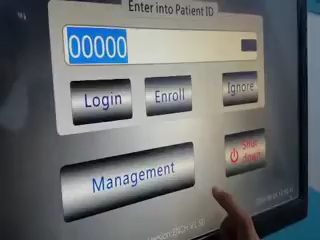 Enter into Patient ID
00000
Login
Enroll
Ignore
Management
Shut
down